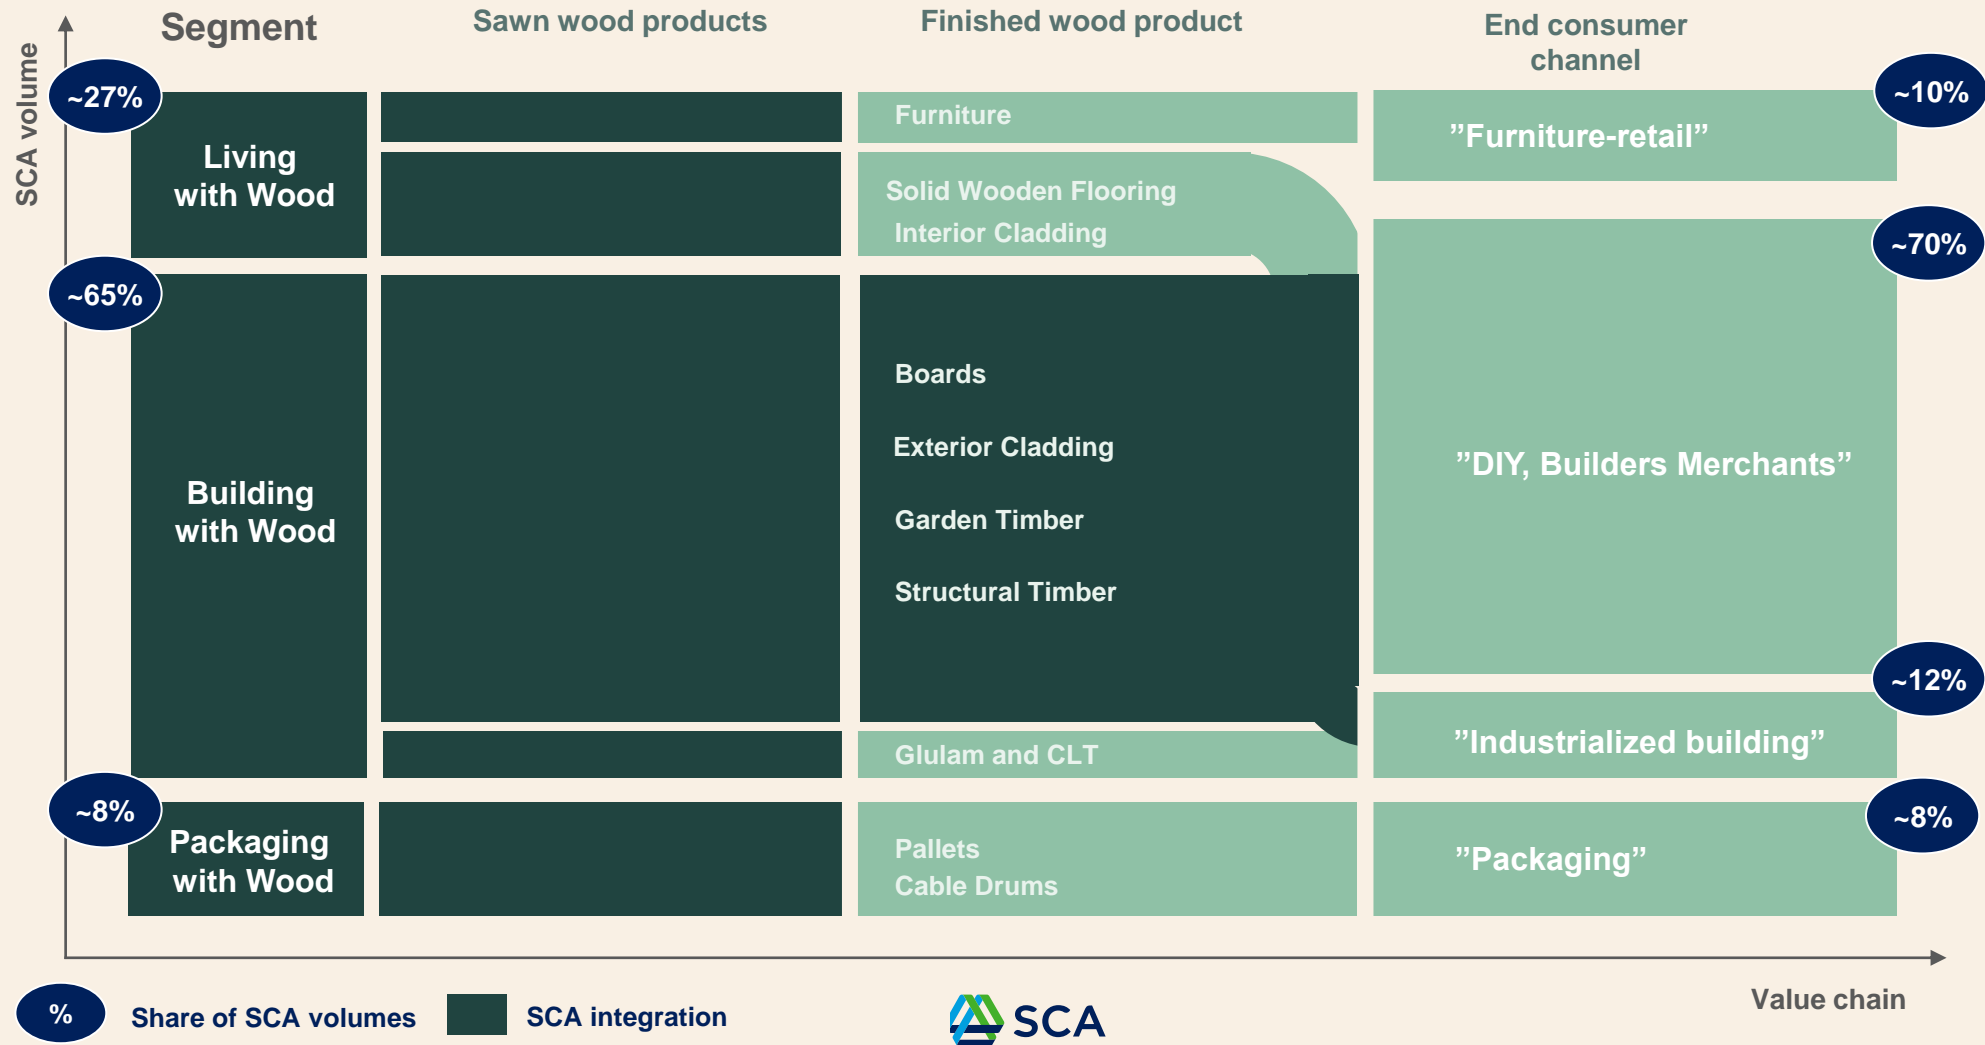 Segment
Sawn wood products
Finished wood product
End consumer
channel
SCA volume
~27%
Living
with Wood
Furniture
Solid Wooden Flooring
Interior Cladding
”Furniture-retail”
~10%
~65%
Building
with Wood
Boards
Exterior Cladding
Garden Timber
Structural Timber
Glulam and CLT
”DIY, Builders Merchants”
~70%
”Industrialized building”
~12%
~8%
Packaging
with Wood
Pallets
Cable Drums
”Packaging”
~8%
Value chain
%
Share of SCA volumes
SCA integration
SCA